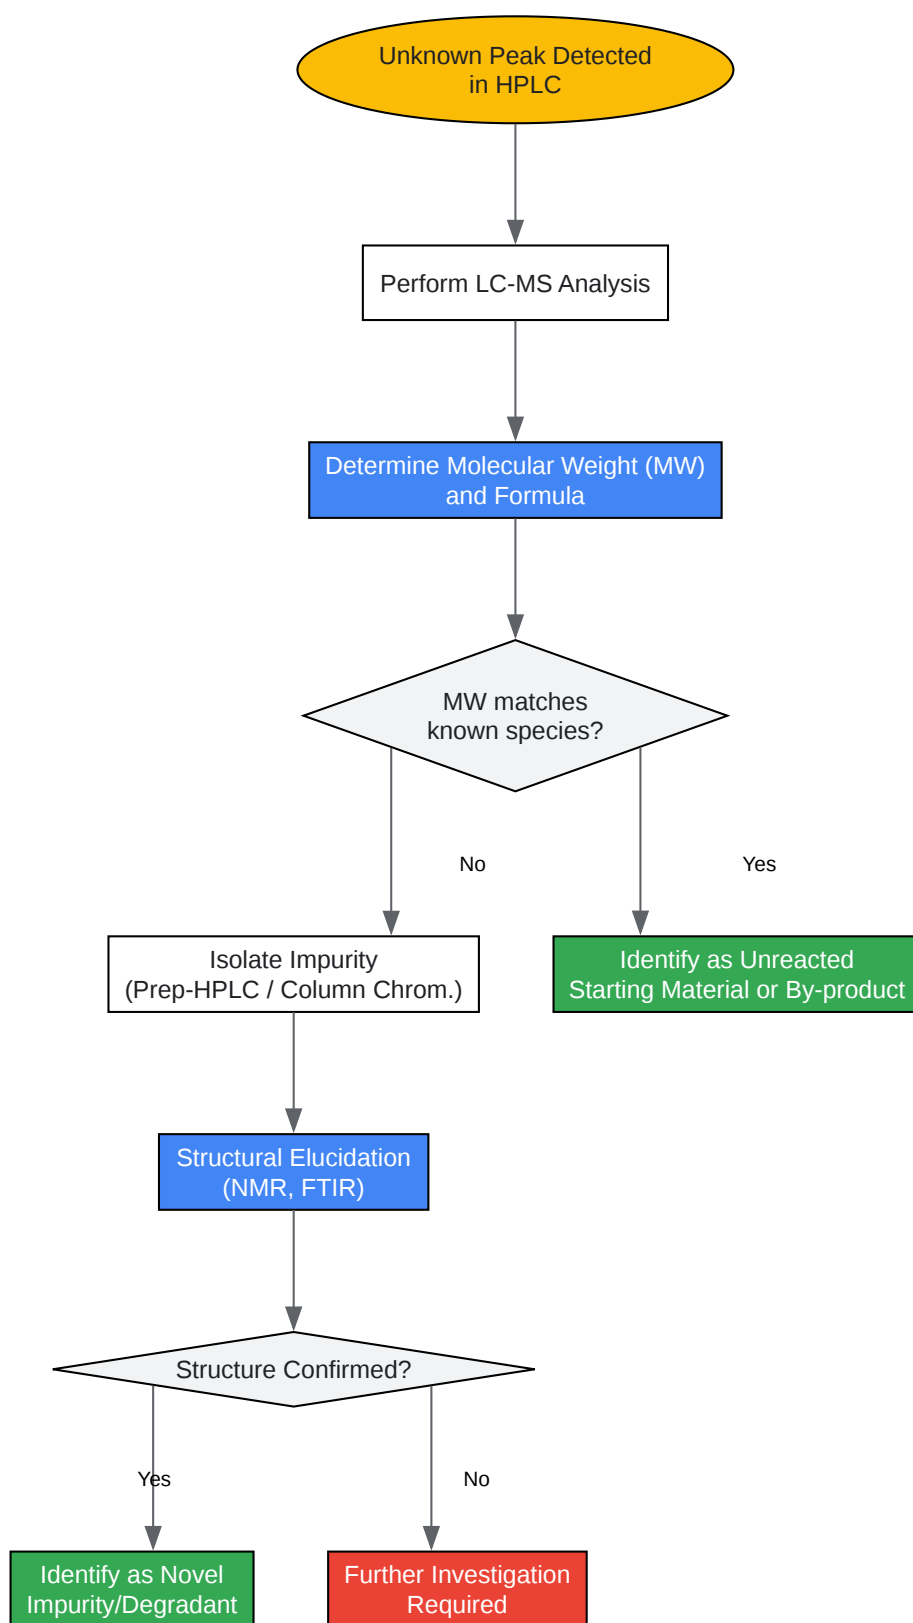 Unknown Peak Detected
in HPLC
Perform LC-MS Analysis
Determine Molecular Weight (MW)
and Formula
MW matches
known species?
No
Yes
Isolate Impurity
(Prep-HPLC / Column Chrom.)
Identify as Unreacted
Starting Material or By-product
Structural Elucidation
(NMR, FTIR)
Structure Confirmed?
Yes
No
Identify as Novel
Impurity/Degradant
Further Investigation
Required